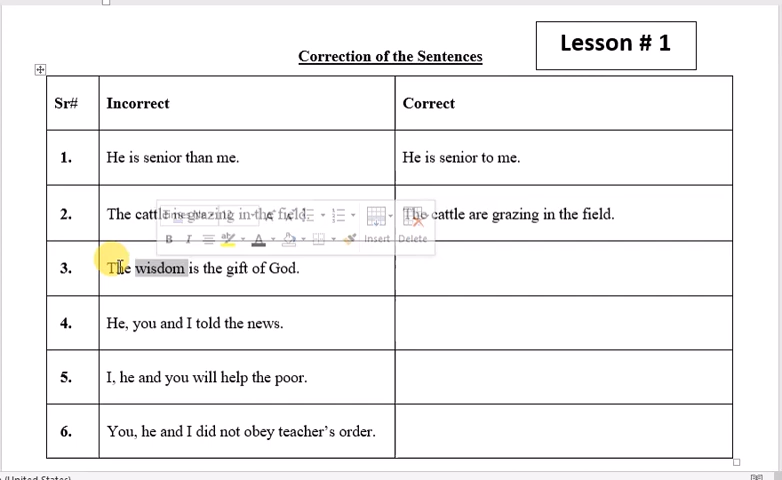 Lesson # 1
Correction of the Sentences
Sr# Incorrect Correct
1. He is senior than me. He is senior to me.
2. The cattle is grazing in the field. The cattle are grazing in the field.
Insert Delete
3. The wisdom is the gift of God.
4. He, you and I told the news.
5. I, he and you will help the poor.
6. You, he and I did not obey teacher's order.
(United States)